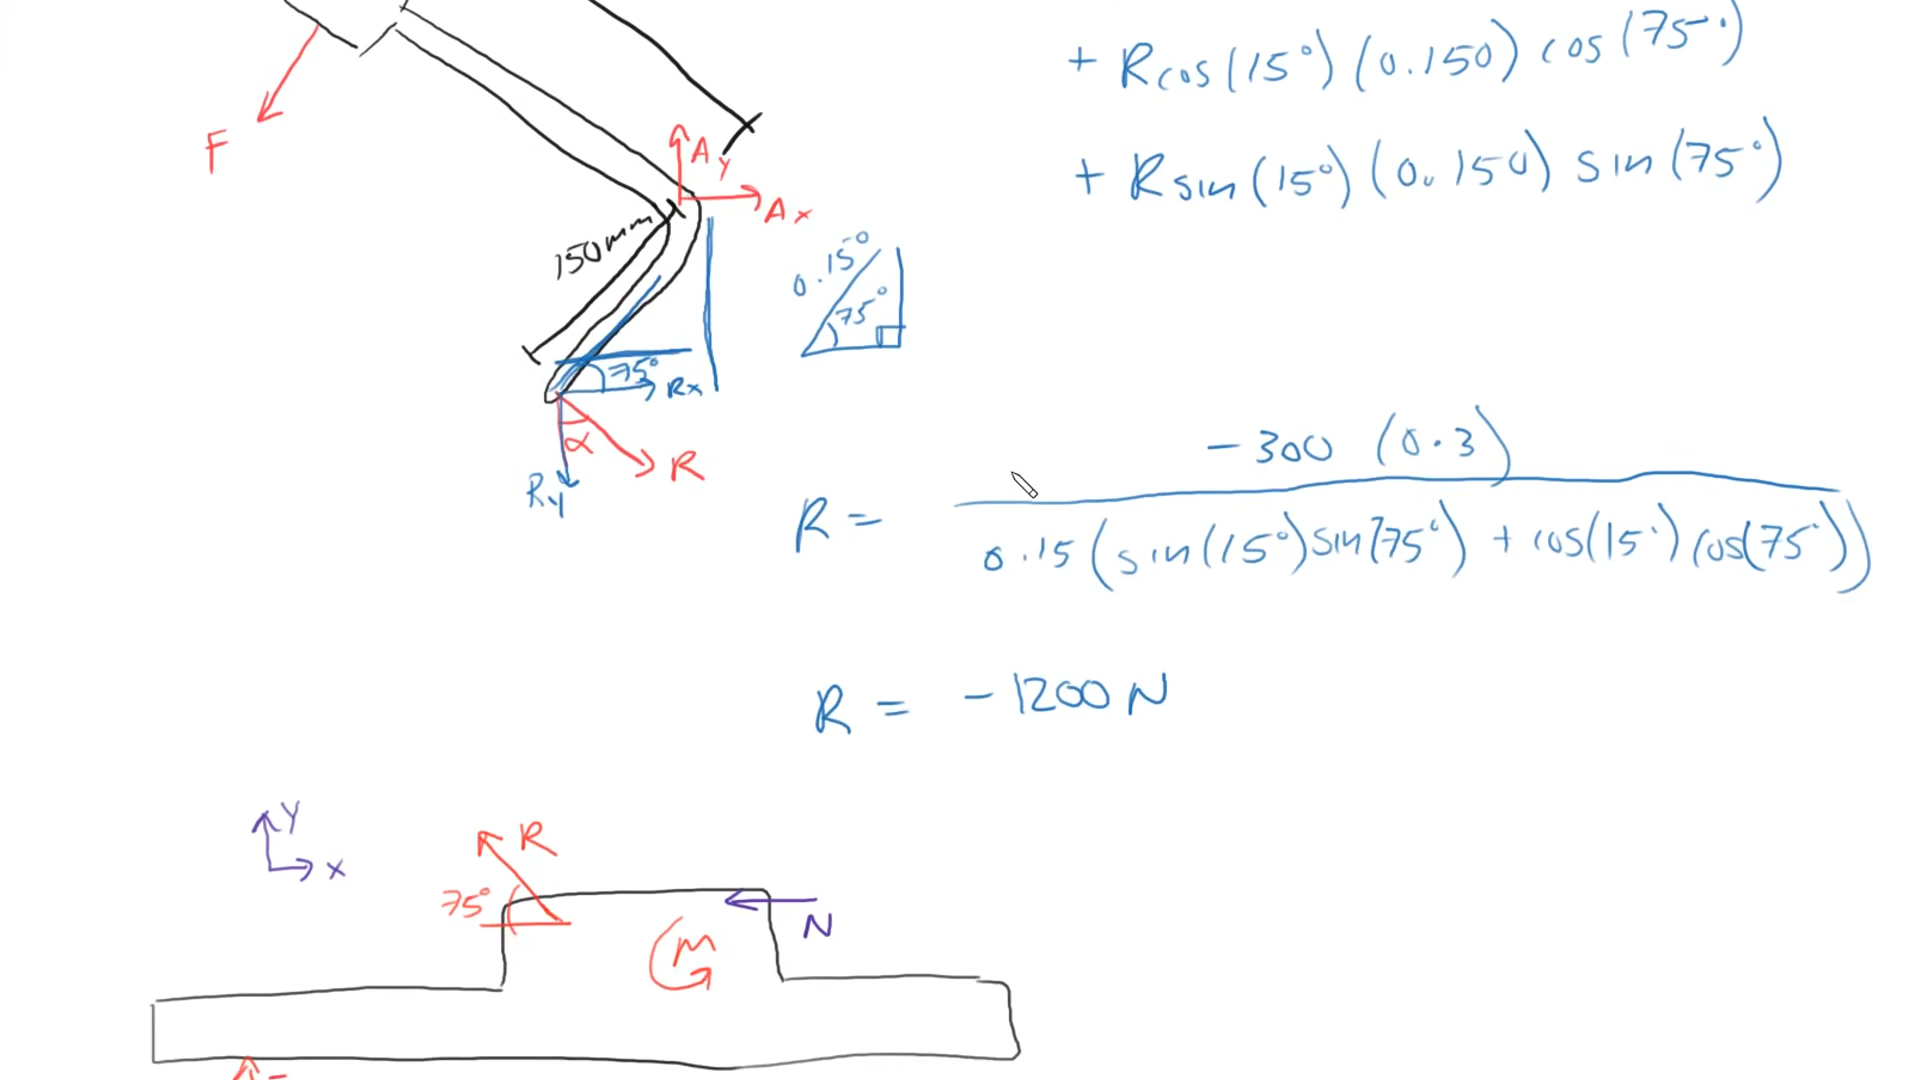 + Rcos(15°)(0.150) cos(75°)
+ Rsin(15°)(0.150) sin(75°)
F
Ay
Ax
150mm
0.15°
75°
75°
Rx
α
R
Ry
-300 (0.3)
R =
0.15(sin(15°)sin(75°) + cos(15°)cos(75°))
R = -1200N
Y
X
R
75°
N
M